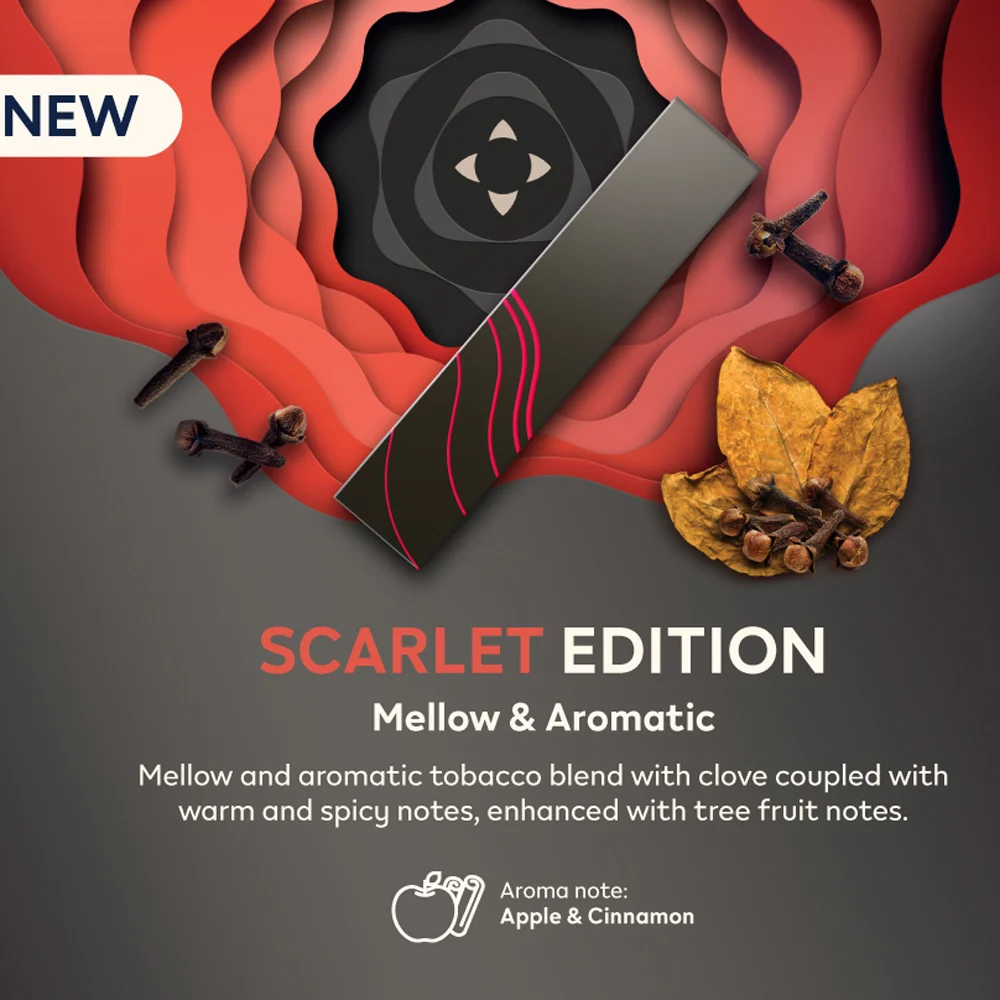 NEW
SCARLET EDITION
Mellow & Aromatic
Mellow and aromatic tobacco blend with clove coupled with
warm and spicy notes, enhanced with tree fruit notes.
Aroma note:
Apple & Cinnamon